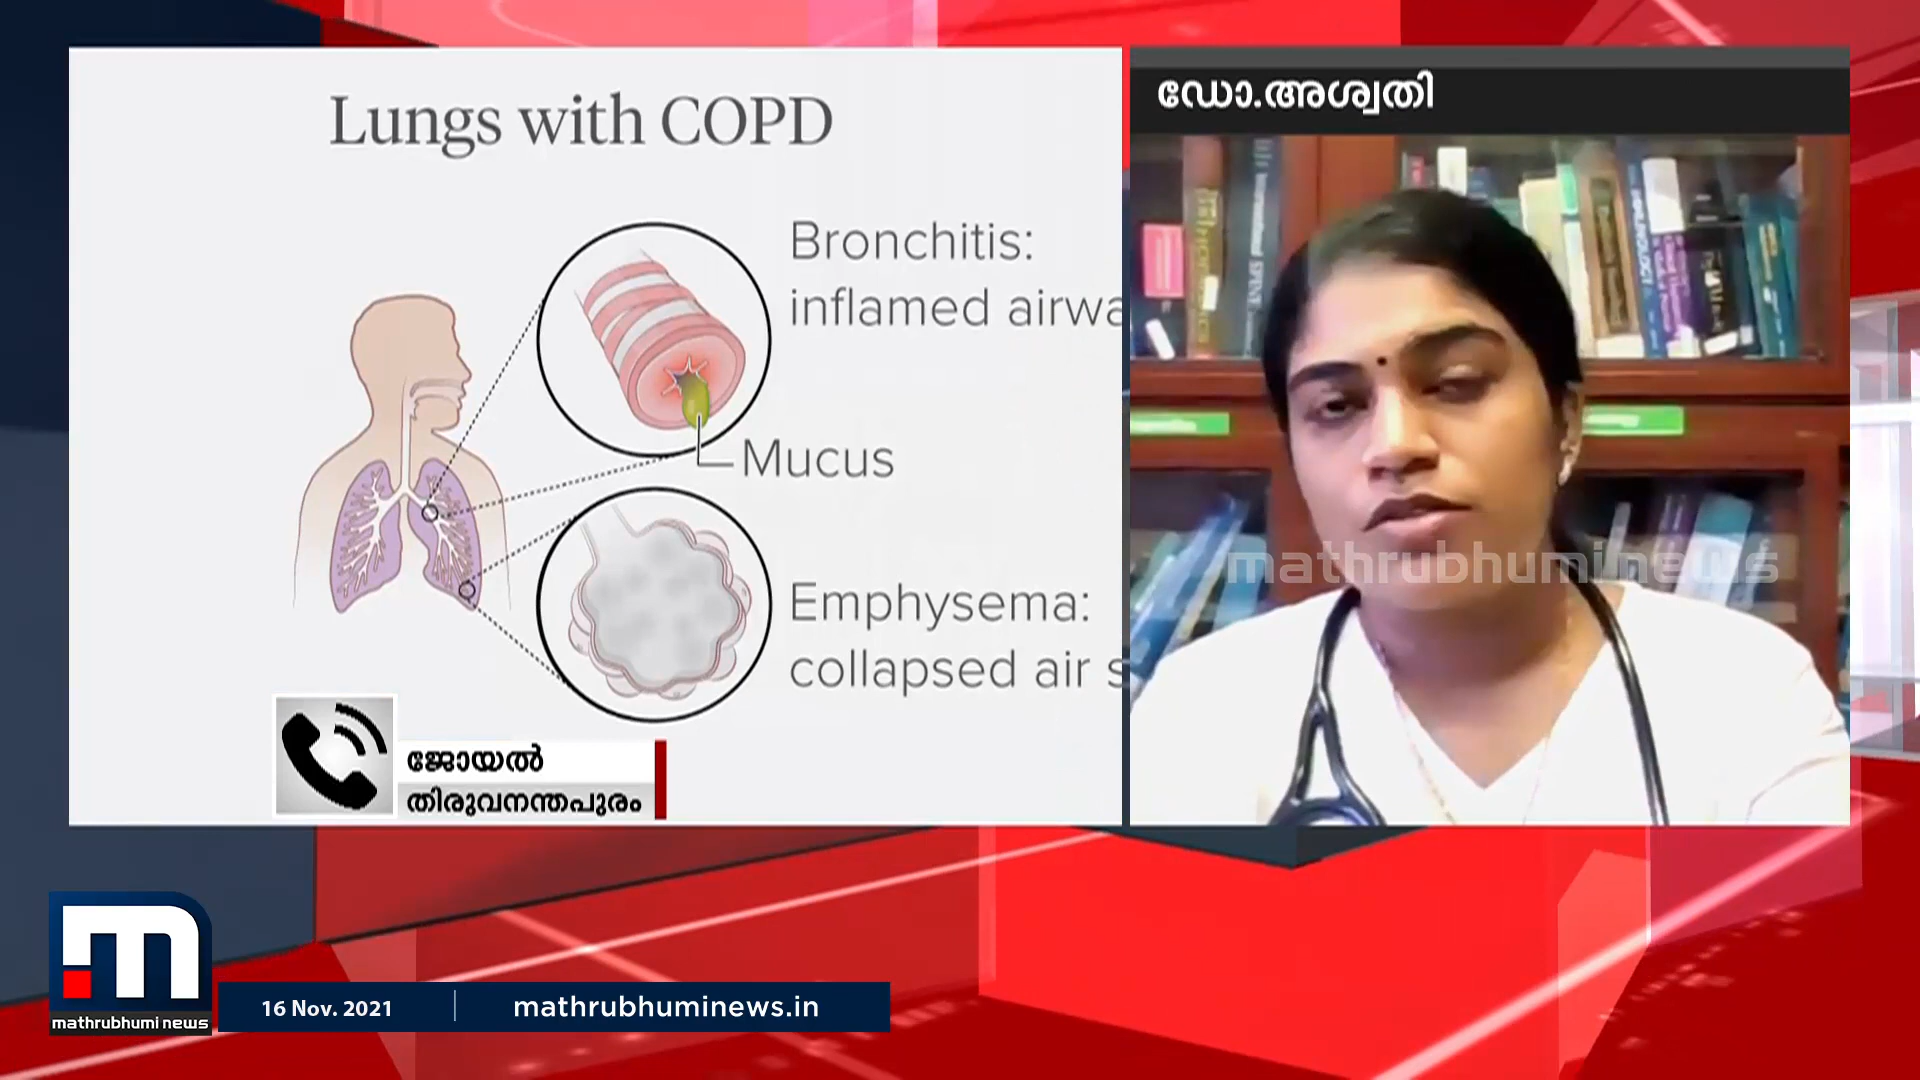 Lungs with COPD
Bronchitis:
inflamed airwa
Mucus
Emphysema:
collapsed air s
ജോയൽ
തിരുവനന്തപുരം
ഡോ.അശ്വതി
mathrubhuminews
mathrubhumi news
16 Nov. 2021
mathrubhuminews.in